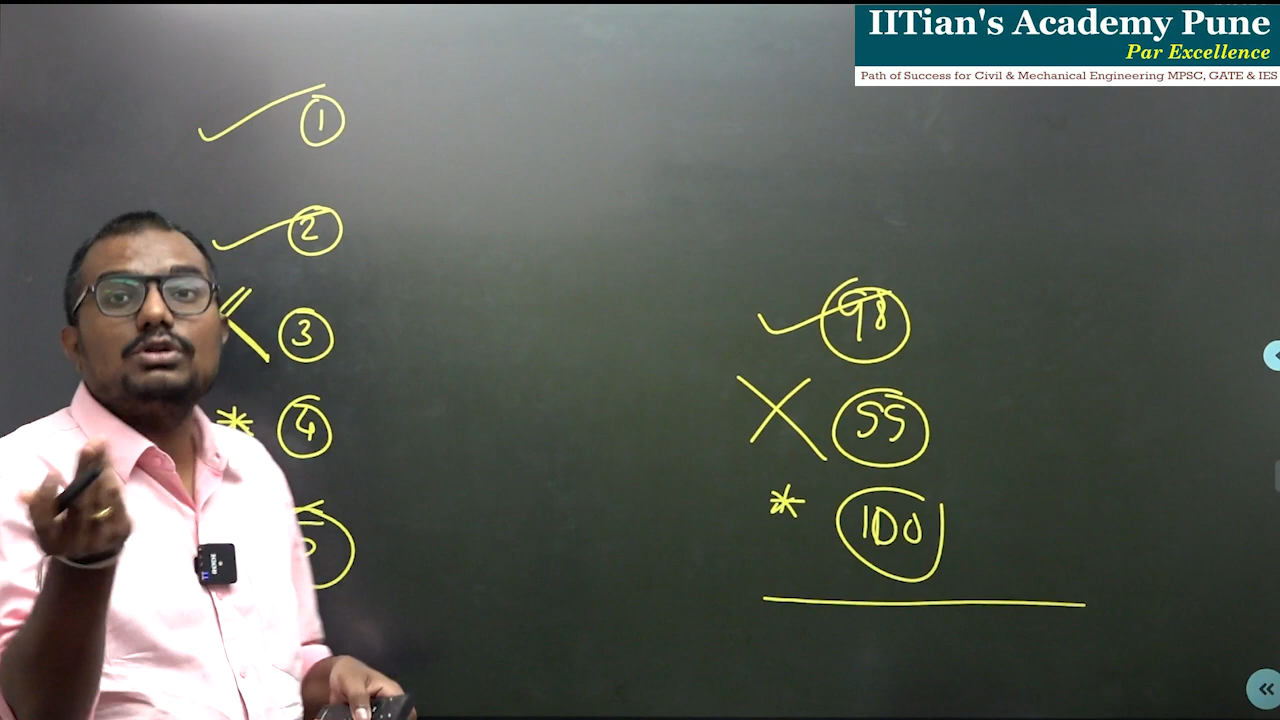 IITian's Academy Pune
Par Excellence
Path of Success for Civil & Mechanical Engineering MPSC, GATE & IES
✓ 1
✓ 2
3
* 4
✓ 98
X 55
* 100